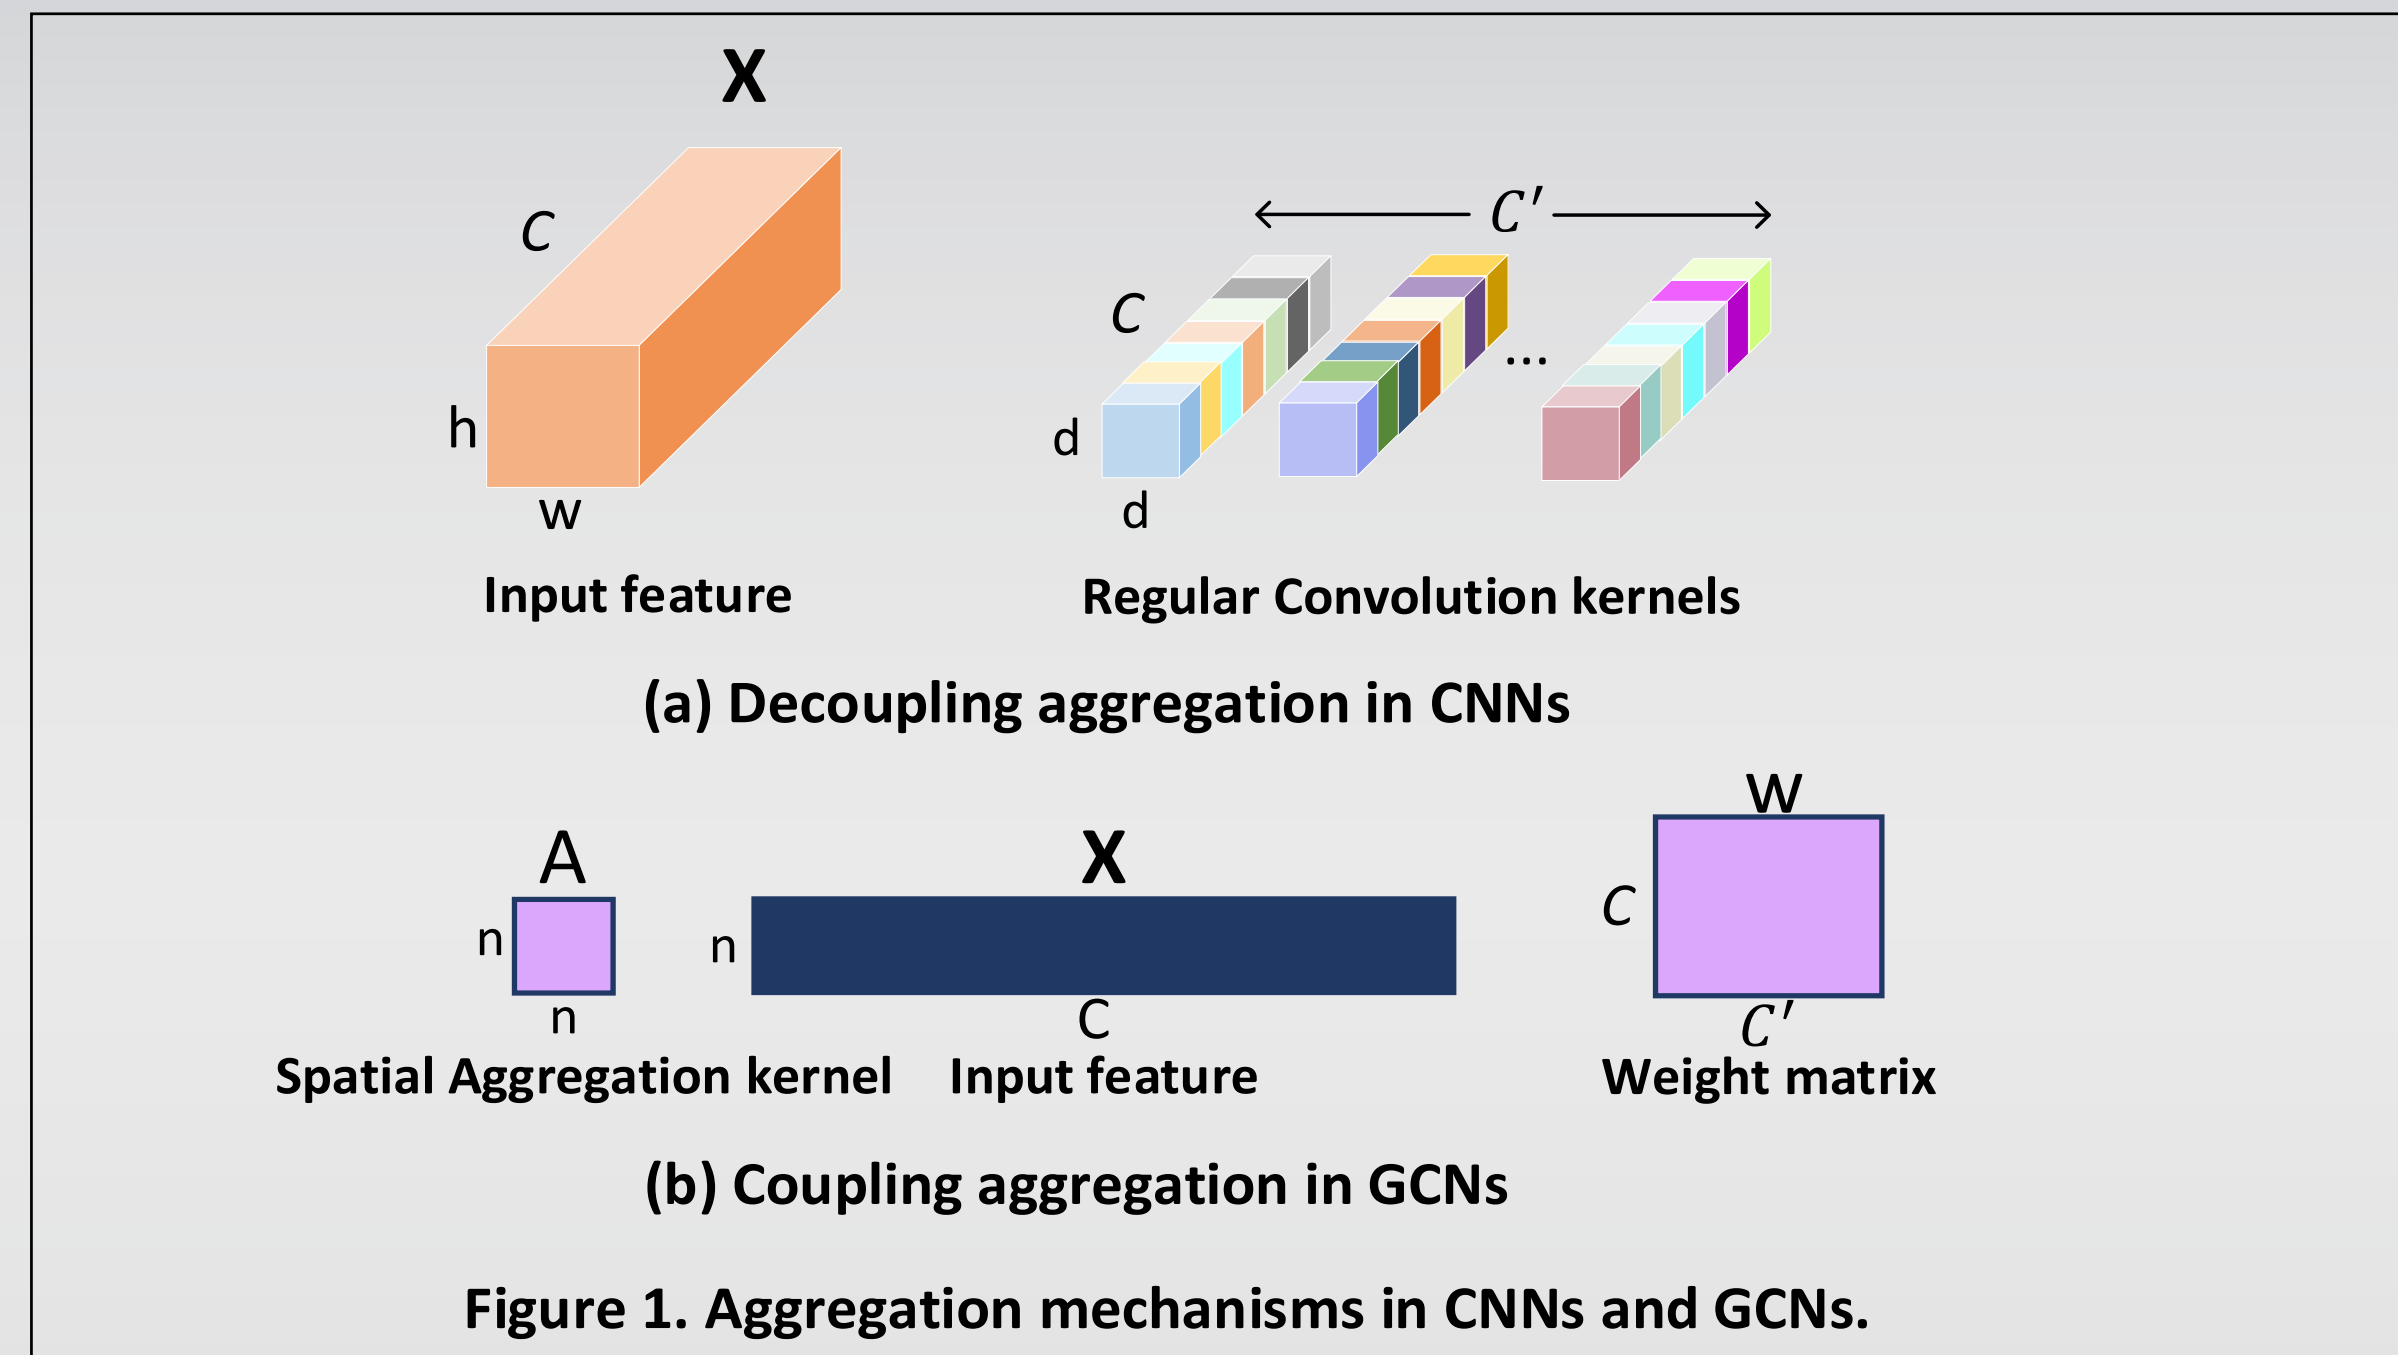 X
C
h
w
Input feature
C′
C
d
d
...
Regular Convolution kernels
(a) Decoupling aggregation in CNNs
A
n
n
Spatial Aggregation kernel
X
n
C
Input feature
W
C
C′
Weight matrix
(b) Coupling aggregation in GCNs
Figure 1. Aggregation mechanisms in CNNs and GCNs.